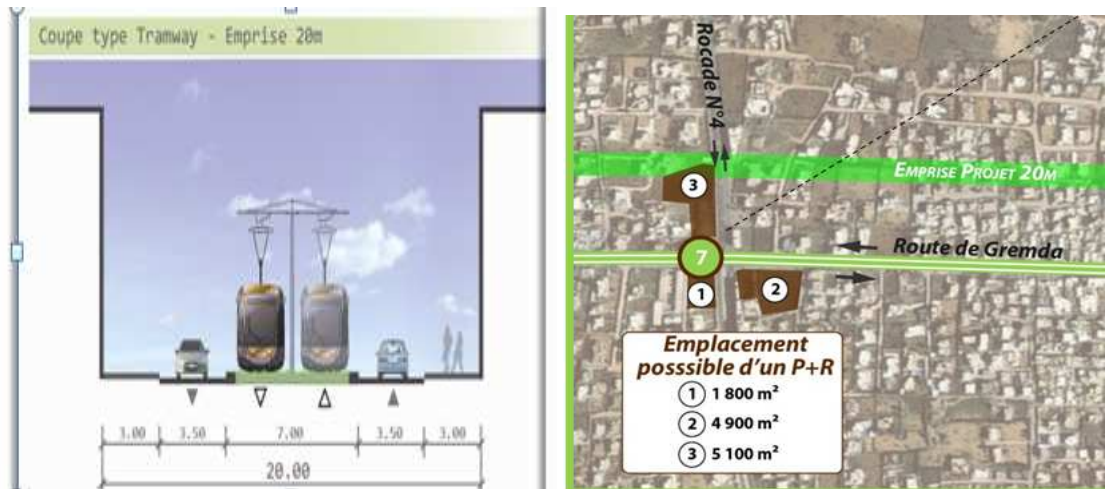 Coupe type Tramway - Emprise 20m
3.00 3.50 7.00 3.50 3.00
20.00
Rocade N°4
EMPRISE PROJET 20M
3
Route de Gremda
7
1
2
Emplacement
posssible d'un P+R
1 1 800 m²
2 4 900 m²
3 5 100 m²